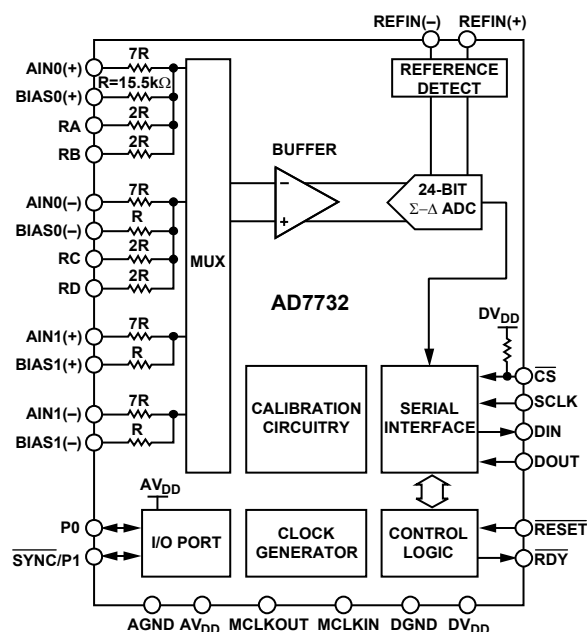 REFIN(–) REFIN(+)
AIN0(+)
7R
BIAS0(+)
R=15.5kΩ
RA
2R
RB
2R
REFERENCE
DETECT
BUFFER
–
+
24-BIT
Σ–Δ ADC
AIN0(–)
7R
BIAS0(–)
R
RC
2R
RD
2R
MUX
AD7732
AIN1(+)
7R
BIAS1(+)
R
AIN1(–)
7R
BIAS1(–)
R
CALIBRATION
CIRCUITRY
SERIAL
INTERFACE
DVDD
CS
SCLK
DIN
DOUT
AVDD
P0
SYNC/P1
I/O PORT
CLOCK
GENERATOR
CONTROL
LOGIC
RESET
RDY
AGND AVDD MCLKOUT MCLKIN DGND DVDD